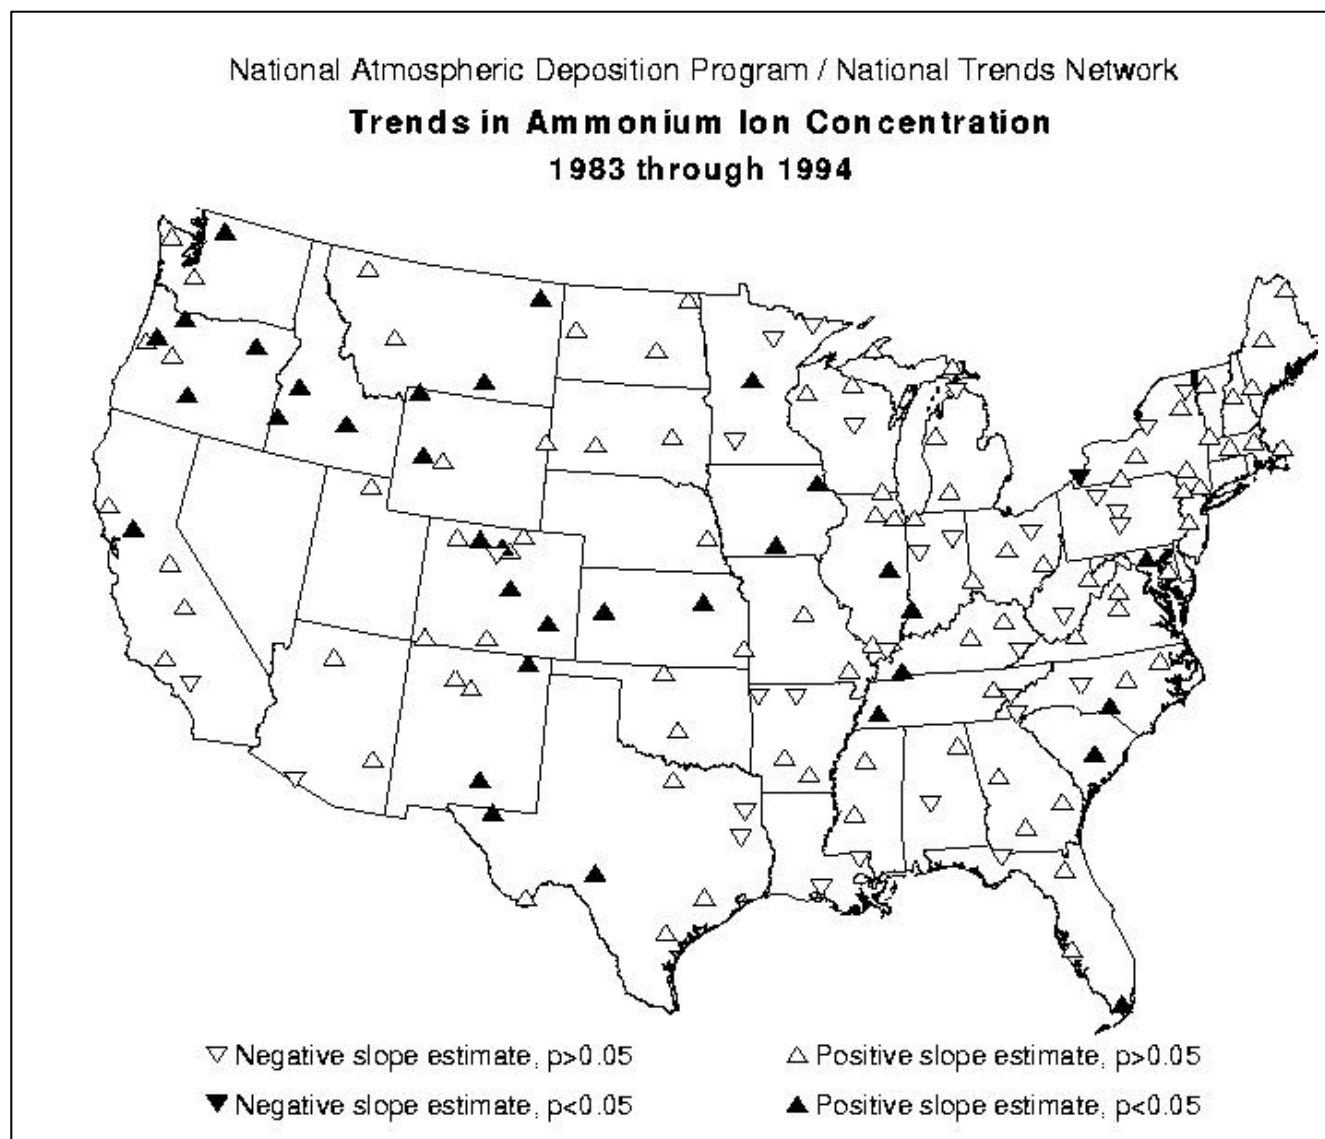 National Atmospheric Deposition Program / National Trends Network
Trends in Ammonium Ion Concentration
1983 through 1994
▽ Negative slope estimate, p>0.05
△ Positive slope estimate, p>0.05
▼ Negative slope estimate, p<0.05
▲ Positive slope estimate, p<0.05